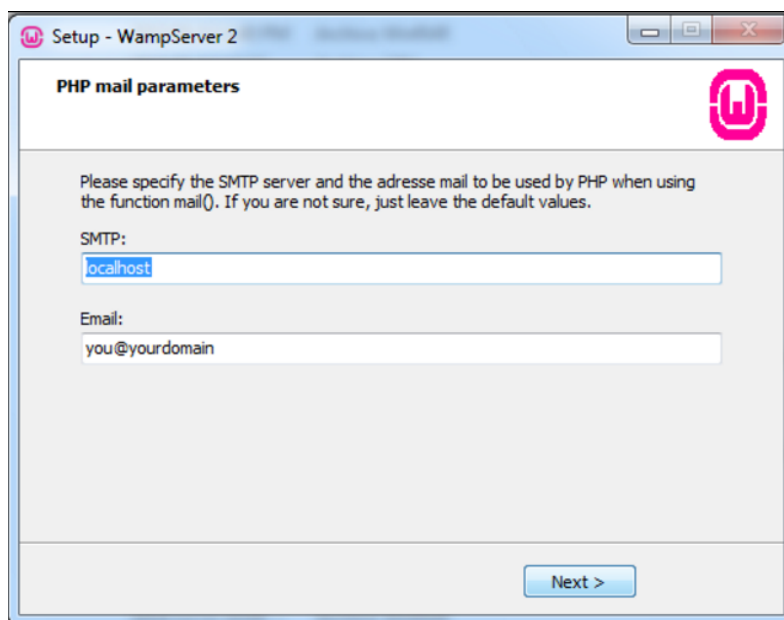 Setup - WampServer 2
PHP mail parameters
Please specify the SMTP server and the adresse mail to be used by PHP when using
the function mail(). If you are not sure, just leave the default values.
SMTP:
localhost
Email:
you@yourdomain
Next >